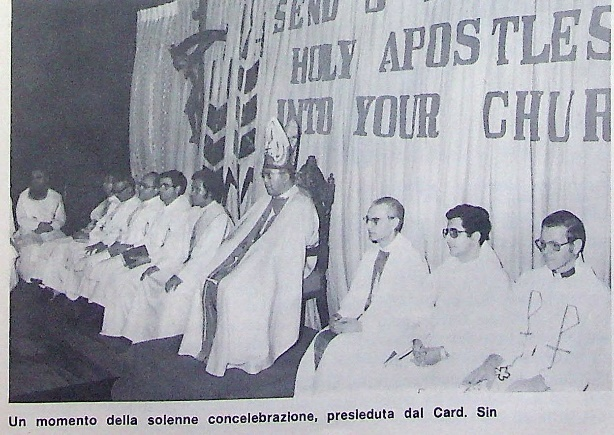 SEND
HOLY APOSTLES
INTO YOUR CHUR
Un momento della solenne concelebrazione, presieduta dal Card. Sin